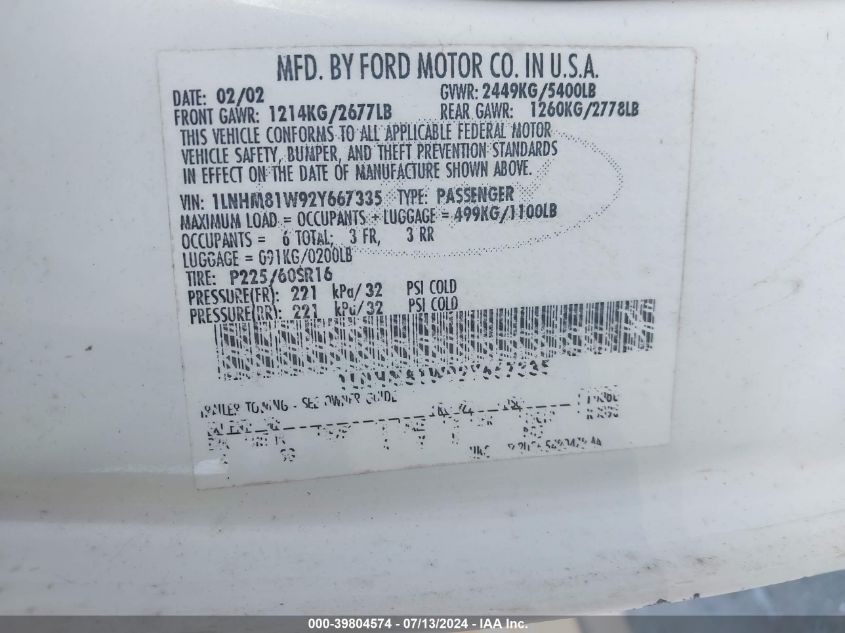 MFD. BY FORD MOTOR CO. IN U.S.A.
DATE: 02/02 GVWR: 2449KG/5400LB
FRONT GAWR: 1214KG/2677LB REAR GAWR: 1260KG/2778LB
THIS VEHICLE CONFORMS TO ALL APPLICABLE FEDERAL MOTOR
VEHICLE SAFETY, BUMPER, AND THEFT PREVENTION STANDARDS
IN EFFECT ON THE DATE OF MANUFACTURE SHOWN ABOVE.
VIN: 1LNHM81W92Y667335 TYPE: PASSENGER
MAXIMUM LOAD = OCCUPANTS + LUGGAGE = 499KG/1100LB
OCCUPANTS = 6 TOTAL; 3 FR, 3 RR
LUGGAGE = 091KG/0200LB
TIRE: P225/60SR16
PRESSURE(FR): 221 kPa/32 PSI COLD
PRESSURE(RR): 221 kPa/32 PSI COLD
1LNHM81W92Y667335
TRAILER TOWING - SEE OWNER GUIDE
000-39804574 - 07/13/2024 - IAA Inc.